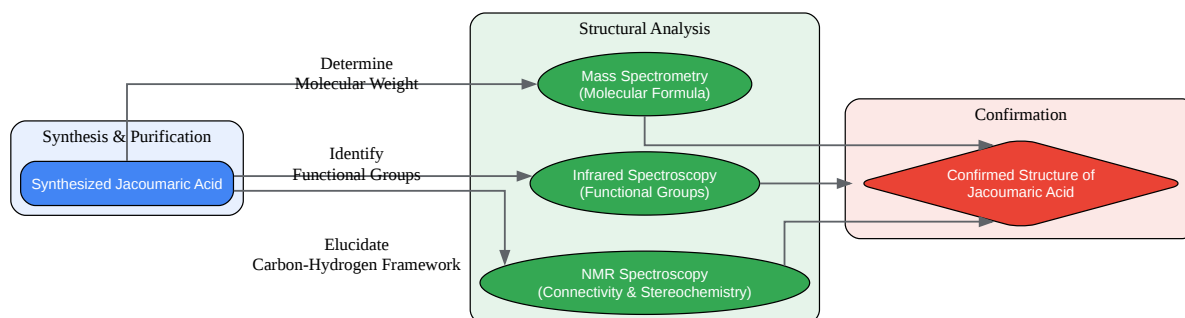 Structural Analysis
Determine
Molecular Weight
Mass Spectrometry
(Molecular Formula)
Synthesis & Purification
Synthesized Jacoumaric Acid
Identify
Functional Groups
Infrared Spectroscopy
(Functional Groups)
Confirmation
Confirmed Structure of
Jacoumaric Acid
Elucidate
Carbon-Hydrogen Framework
NMR Spectroscopy
(Connectivity & Stereochemistry)